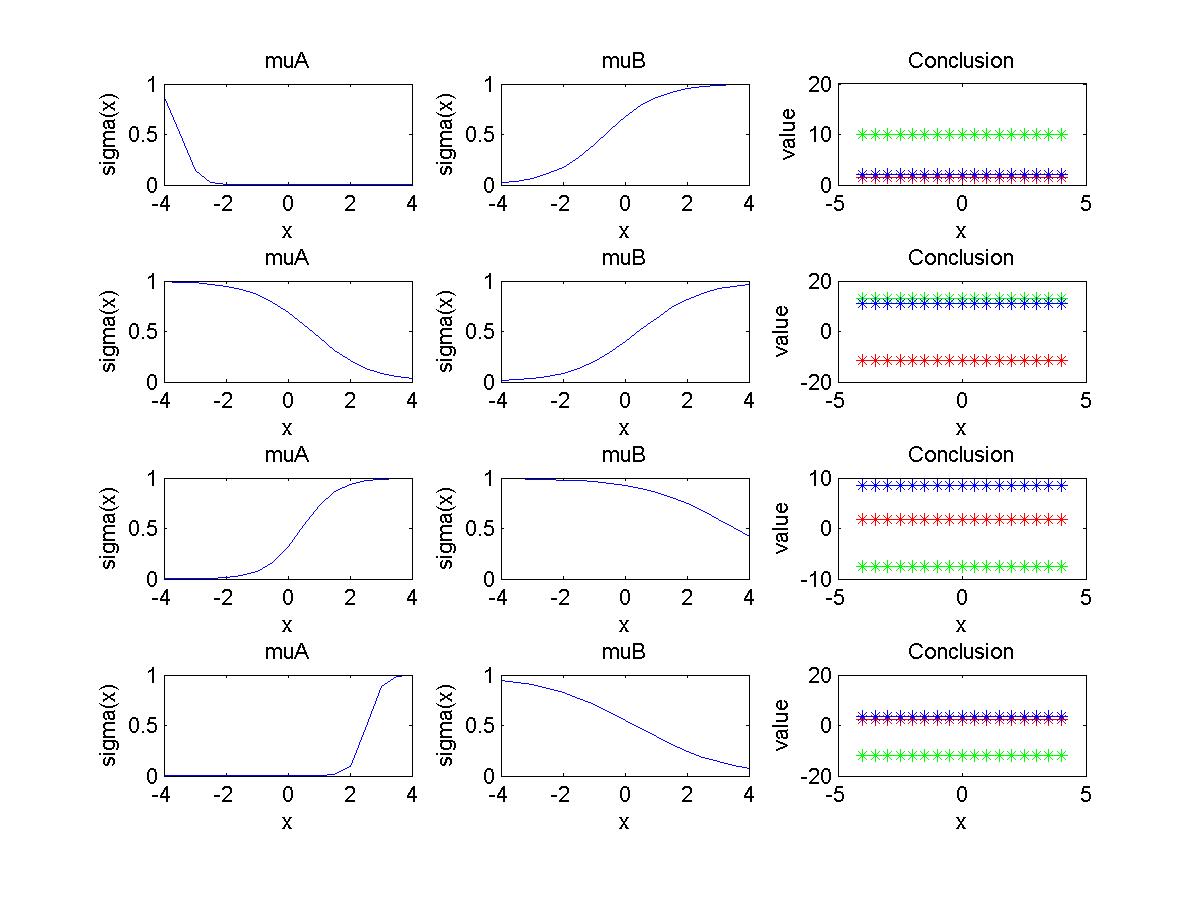 muA muB Conclusion
sigma(x) 1 0.5 0 sigma(x) 1 0.5 0 value 20 10 0
-4 -2 0 2 4 -4 -2 0 2 4 -5 0 5
x x x
muA muB Conclusion
sigma(x) 1 0.5 0 sigma(x) 1 0.5 0 value 20 0 -20
-4 -2 0 2 4 -4 -2 0 2 4 -5 0 5
x x x
muA muB Conclusion
sigma(x) 1 0.5 0 sigma(x) 1 0.5 0 value 10 0 -10
-4 -2 0 2 4 -4 -2 0 2 4 -5 0 5
x x x
muA muB Conclusion
sigma(x) 1 0.5 0 sigma(x) 1 0.5 0 value 20 0 -20
-4 -2 0 2 4 -4 -2 0 2 4 -5 0 5
x x x